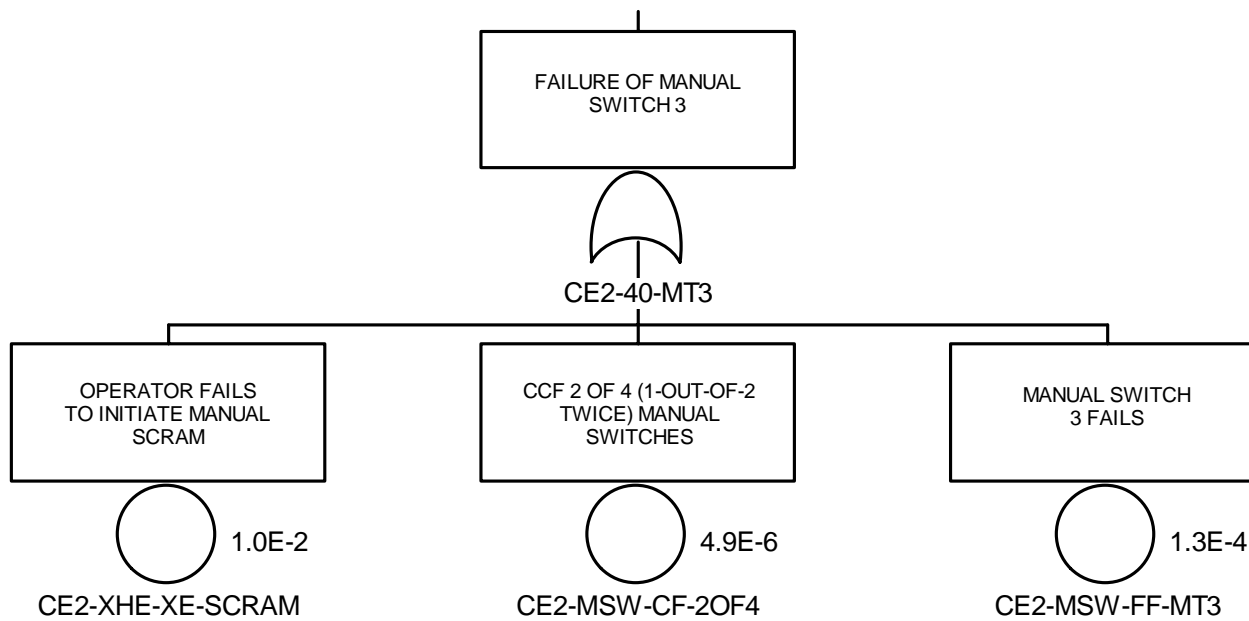 FAILURE OF MANUAL
SWITCH 3
CE2-40-MT3
OPERATOR FAILS
TO INITIATE MANUAL
SCRAM
CCF 2 OF 4 (1-OUT-OF-2
TWICE) MANUAL
SWITCHES
MANUAL SWITCH
3 FAILS
1.0E-2
4.9E-6
1.3E-4
CE2-XHE-XE-SCRAM
CE2-MSW-CF-2OF4
CE2-MSW-FF-MT3